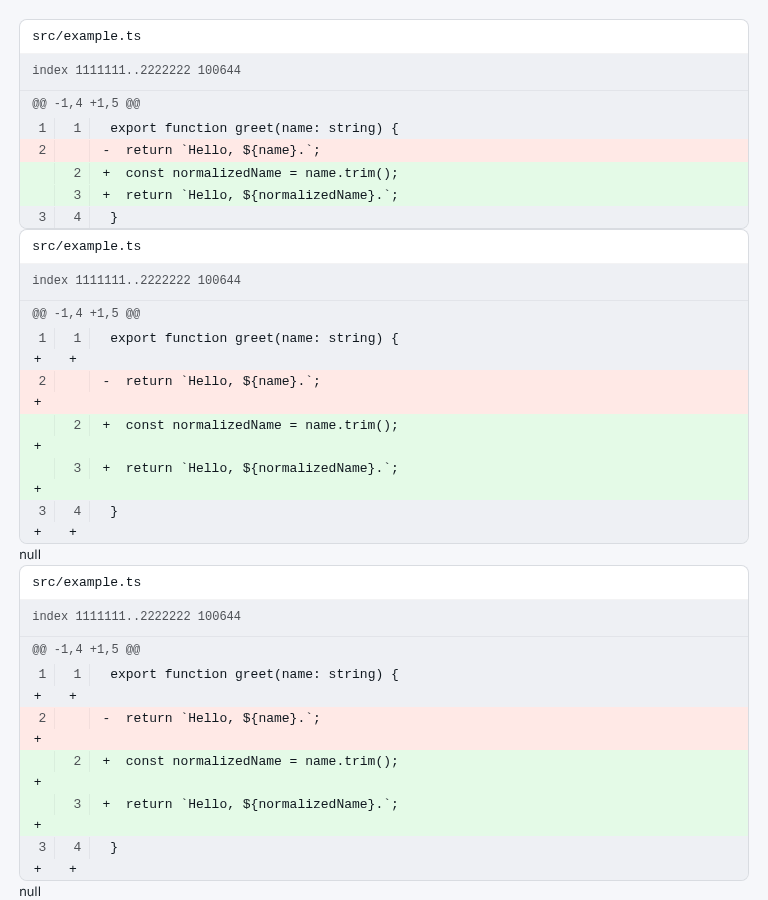 src/example.ts
index 1111111..2222222 100644
@@ -1,4 +1,5 @@
1 1 export function greet(name: string) {
2 - return `Hello, ${name}.`;
2 + const normalizedName = name.trim();
3 + return `Hello, ${normalizedName}.`;
3 4 }
src/example.ts
index 1111111..2222222 100644
@@ -1,4 +1,5 @@
1 1 export function greet(name: string) {
+ +
2 - return `Hello, ${name}.`;
+
2 + const normalizedName = name.trim();
+
3 + return `Hello, ${normalizedName}.`;
+
3 4 }
+ +
null
src/example.ts
index 1111111..2222222 100644
@@ -1,4 +1,5 @@
1 1 export function greet(name: string) {
+ +
2 - return `Hello, ${name}.`;
+
2 + const normalizedName = name.trim();
+
3 + return `Hello, ${normalizedName}.`;
+
3 4 }
+ +
null